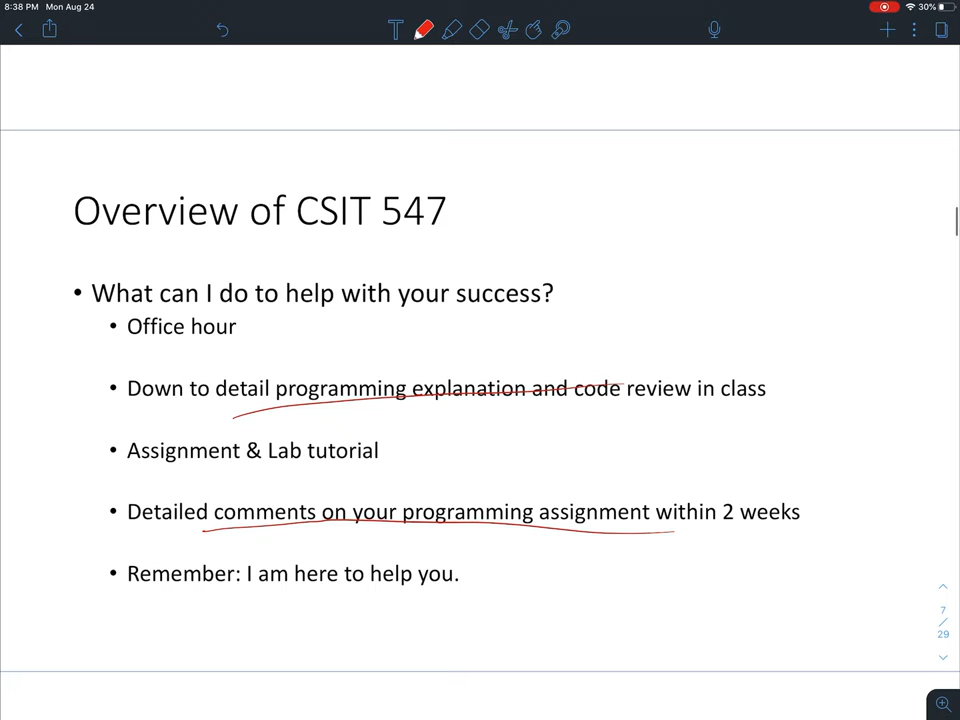 8:38 PM Mon Aug 24
30%
T
Overview of CSIT 547
• What can I do to help with your success?
• Office hour
• Down to detail programming explanation and code review in class
• Assignment & Lab tutorial
• Detailed comments on your programming assignment within 2 weeks
• Remember: I am here to help you.
7
/
29